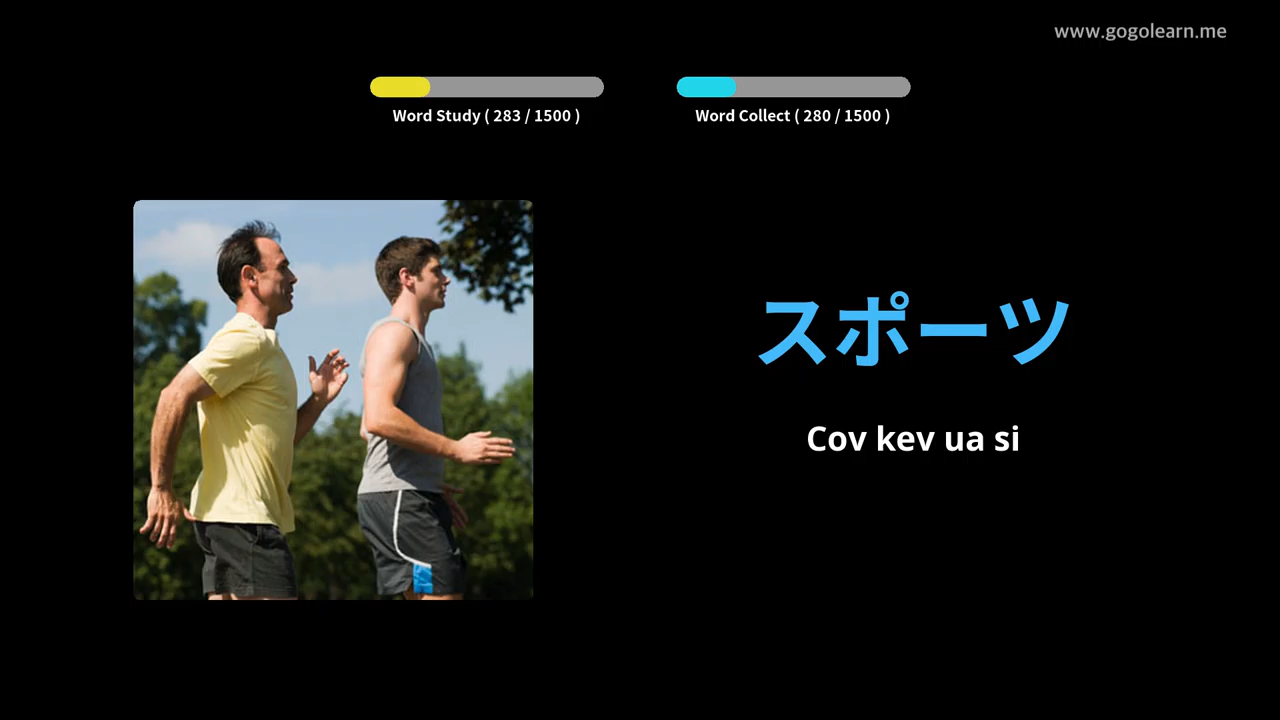 www.gogolearn.me
Word Study ( 283 / 1500 )
Word Collect ( 280 / 1500 )
スポーツ
Cov kev ua si